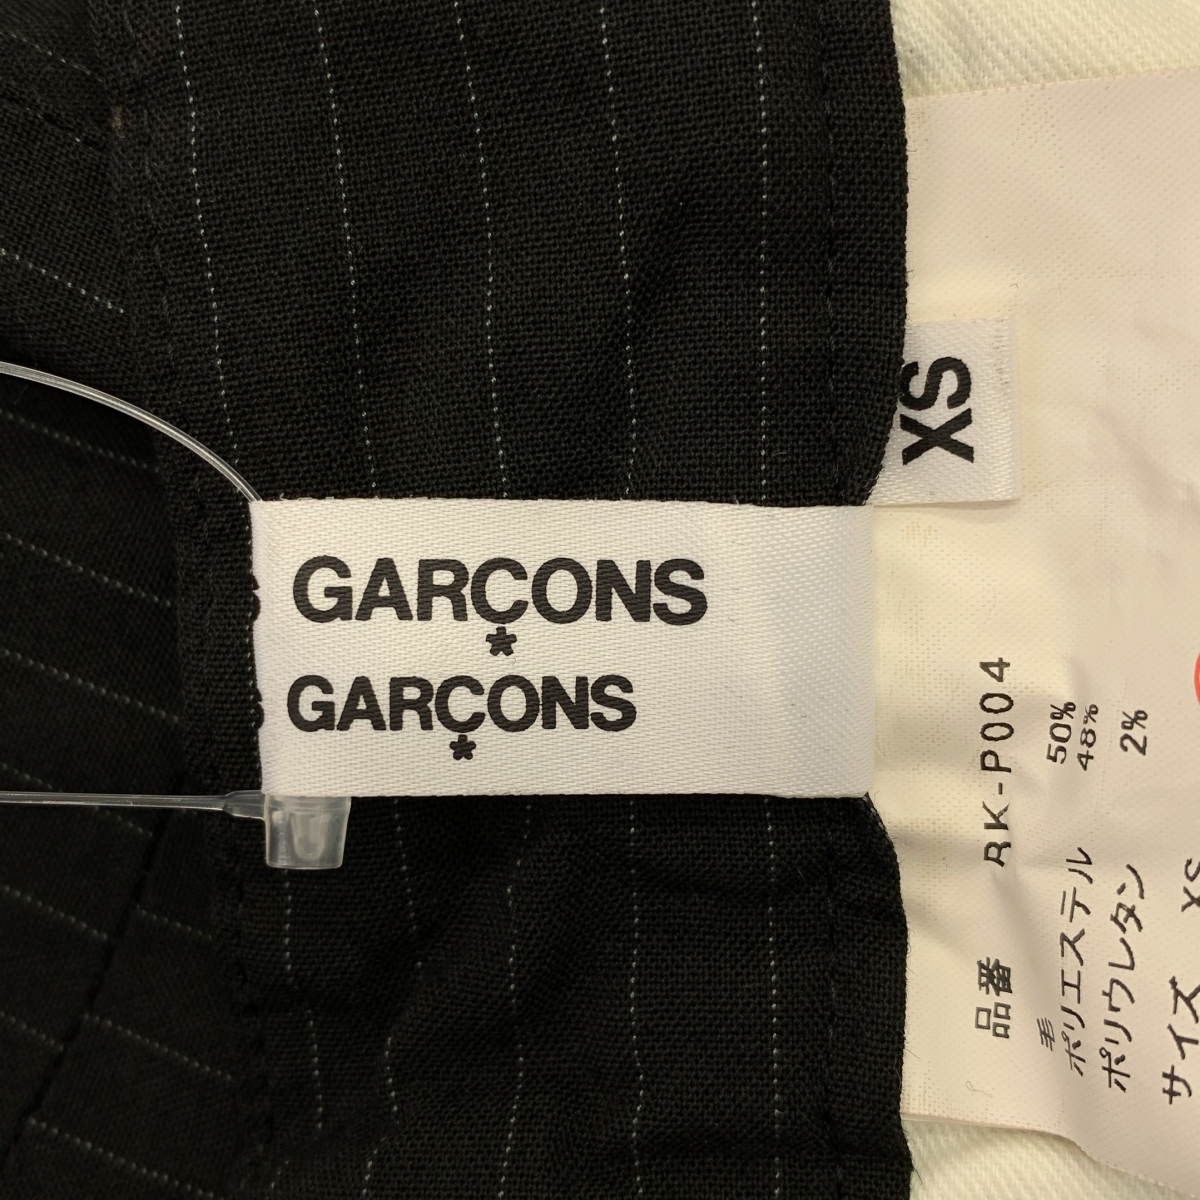 GARÇONS
GARÇONS
XS
品番 RK-P004
毛 50%
ポリエステル 48%
ポリウレタン 2%
サイズ XS